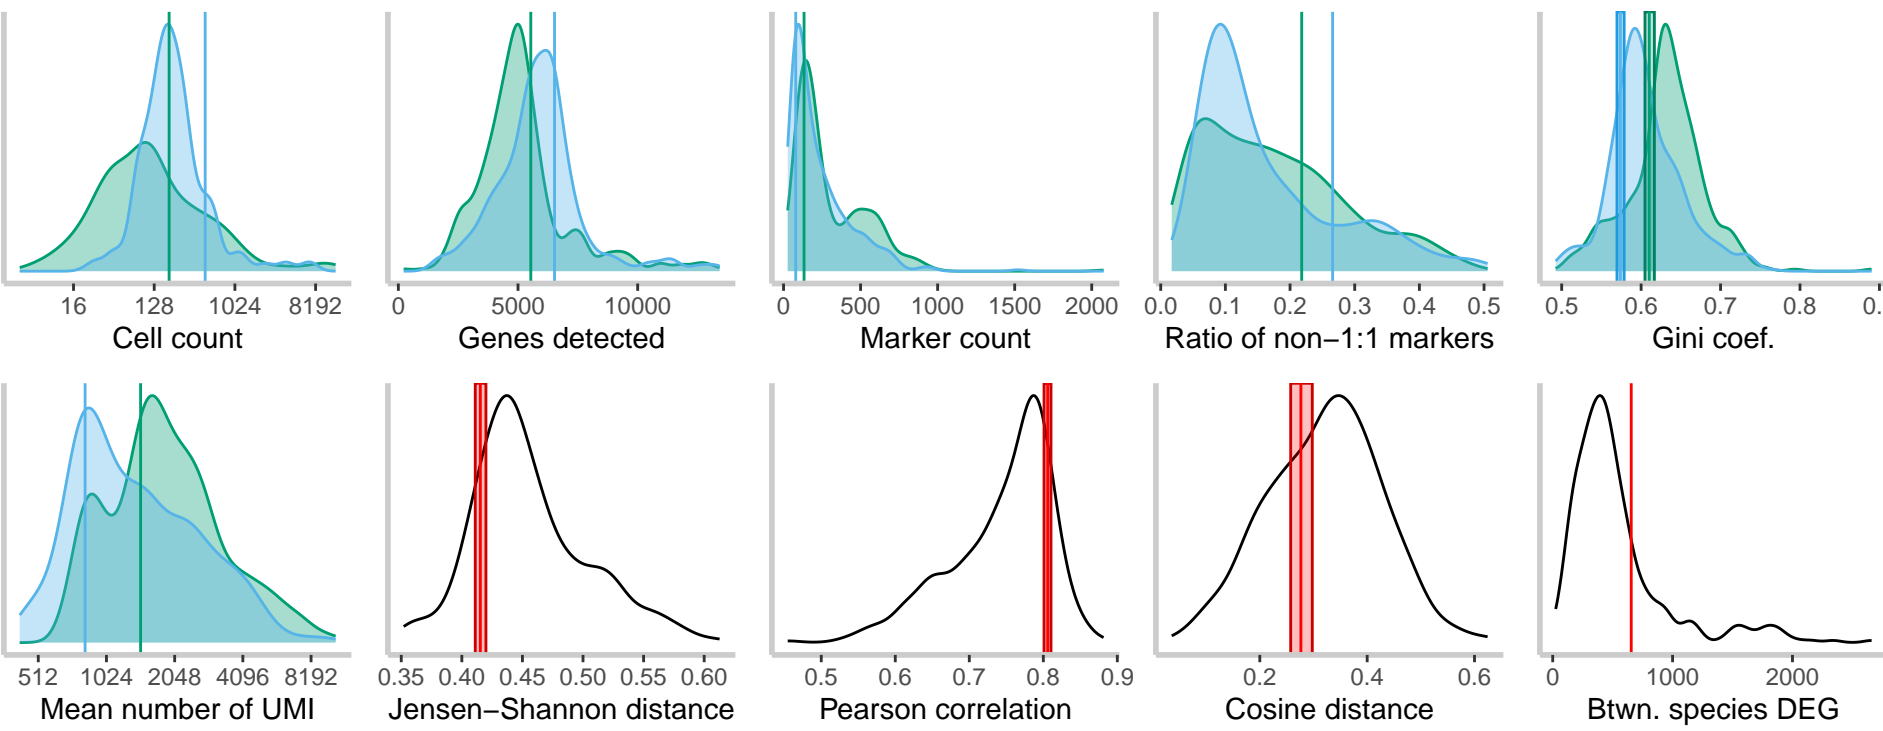 16 128 1024 8192
Cell count
0 5000 10000
Genes detected
0 500 1000 1500 2000
Marker count
0.0 0.1 0.2 0.3 0.4 0.5
Ratio of non−1:1 markers
0.5 0.6 0.7 0.8 0.
Gini coef.
512 1024 2048 4096 8192
Mean number of UMI
0.35 0.40 0.45 0.50 0.55 0.60
Jensen−Shannon distance
0.5 0.6 0.7 0.8 0.9
Pearson correlation
0.2 0.4 0.6
Cosine distance
0 1000 2000
Btwn. species DEG